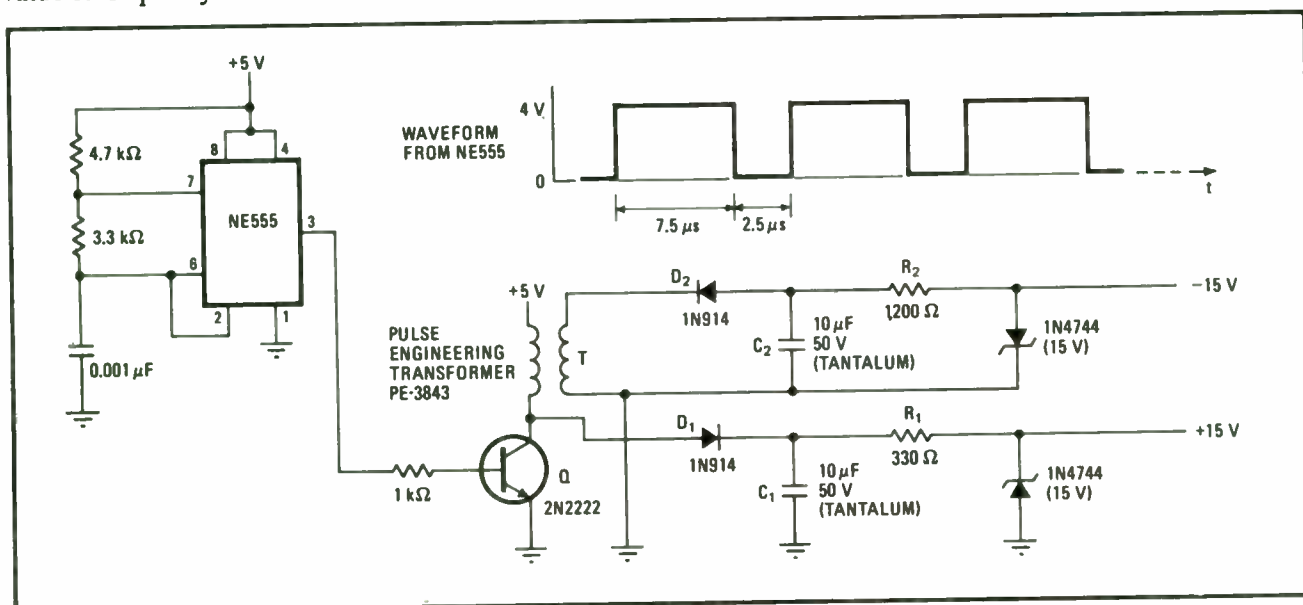 +5 V
4.7 kΩ
3.3 kΩ
0.001 µF
8
4
7
NE555
3
6
2
1
WAVEFORM
FROM NE555
4 V
0
t
7.5 µs
2.5 µs
+5 V
PULSE
ENGINEERING
TRANSFORMER
PE-3843
T
D2
1N914
C2
10 µF
50 V
(TANTALUM)
R2
1,200 Ω
−15 V
1N4744
(15 V)
1 kΩ
Q
2N2222
D1
1N914
C1
10 µF
50 V
(TANTALUM)
R1
330 Ω
+15 V
1N4744
(15 V)